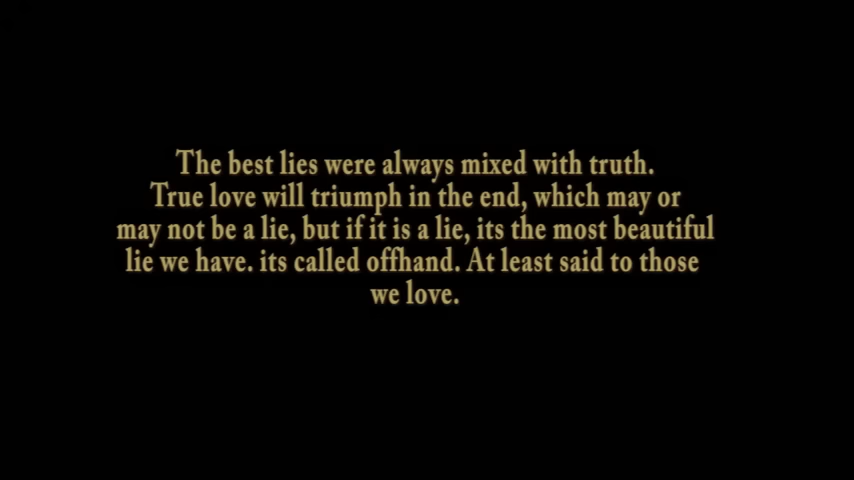 The best lies were always mixed with truth.
True love will triumph in the end, which may or
may not be a lie, but if it is a lie, its the most beautiful
lie we have. its called offhand. At least said to those
we love.